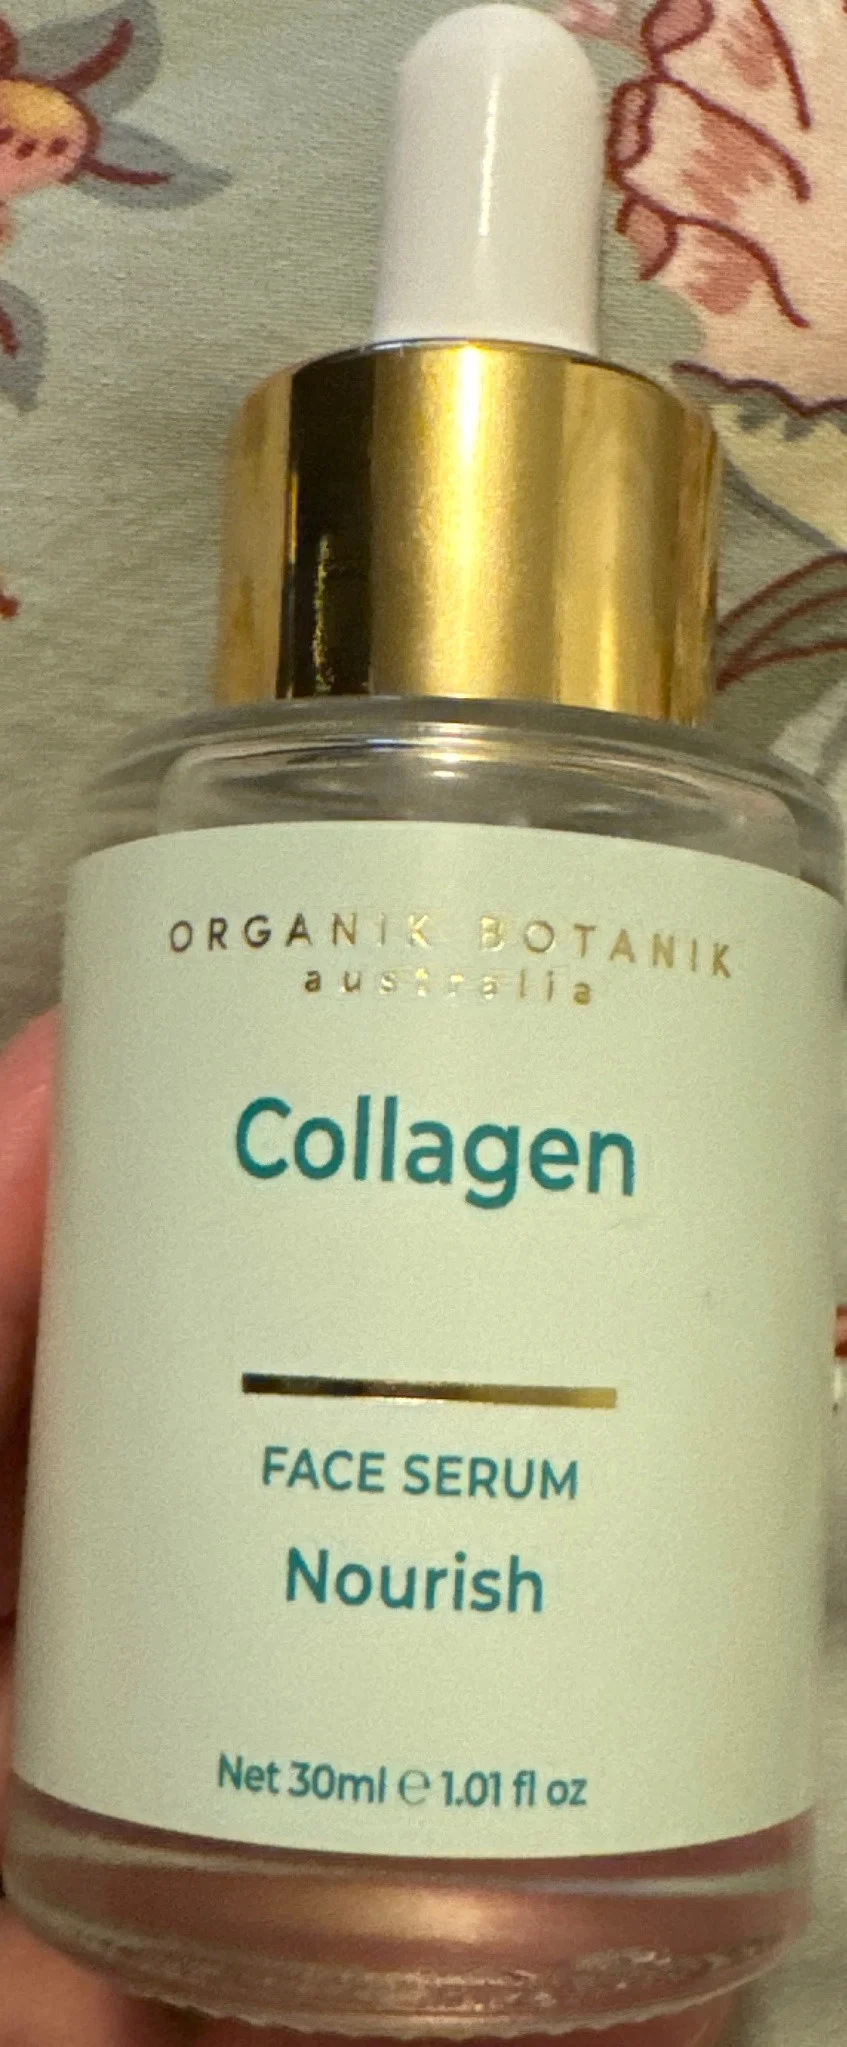 ORGANIK BOTANIK
australia
Collagen
FACE SERUM
Nourish
Net 30ml ℮ 1.01 fl oz